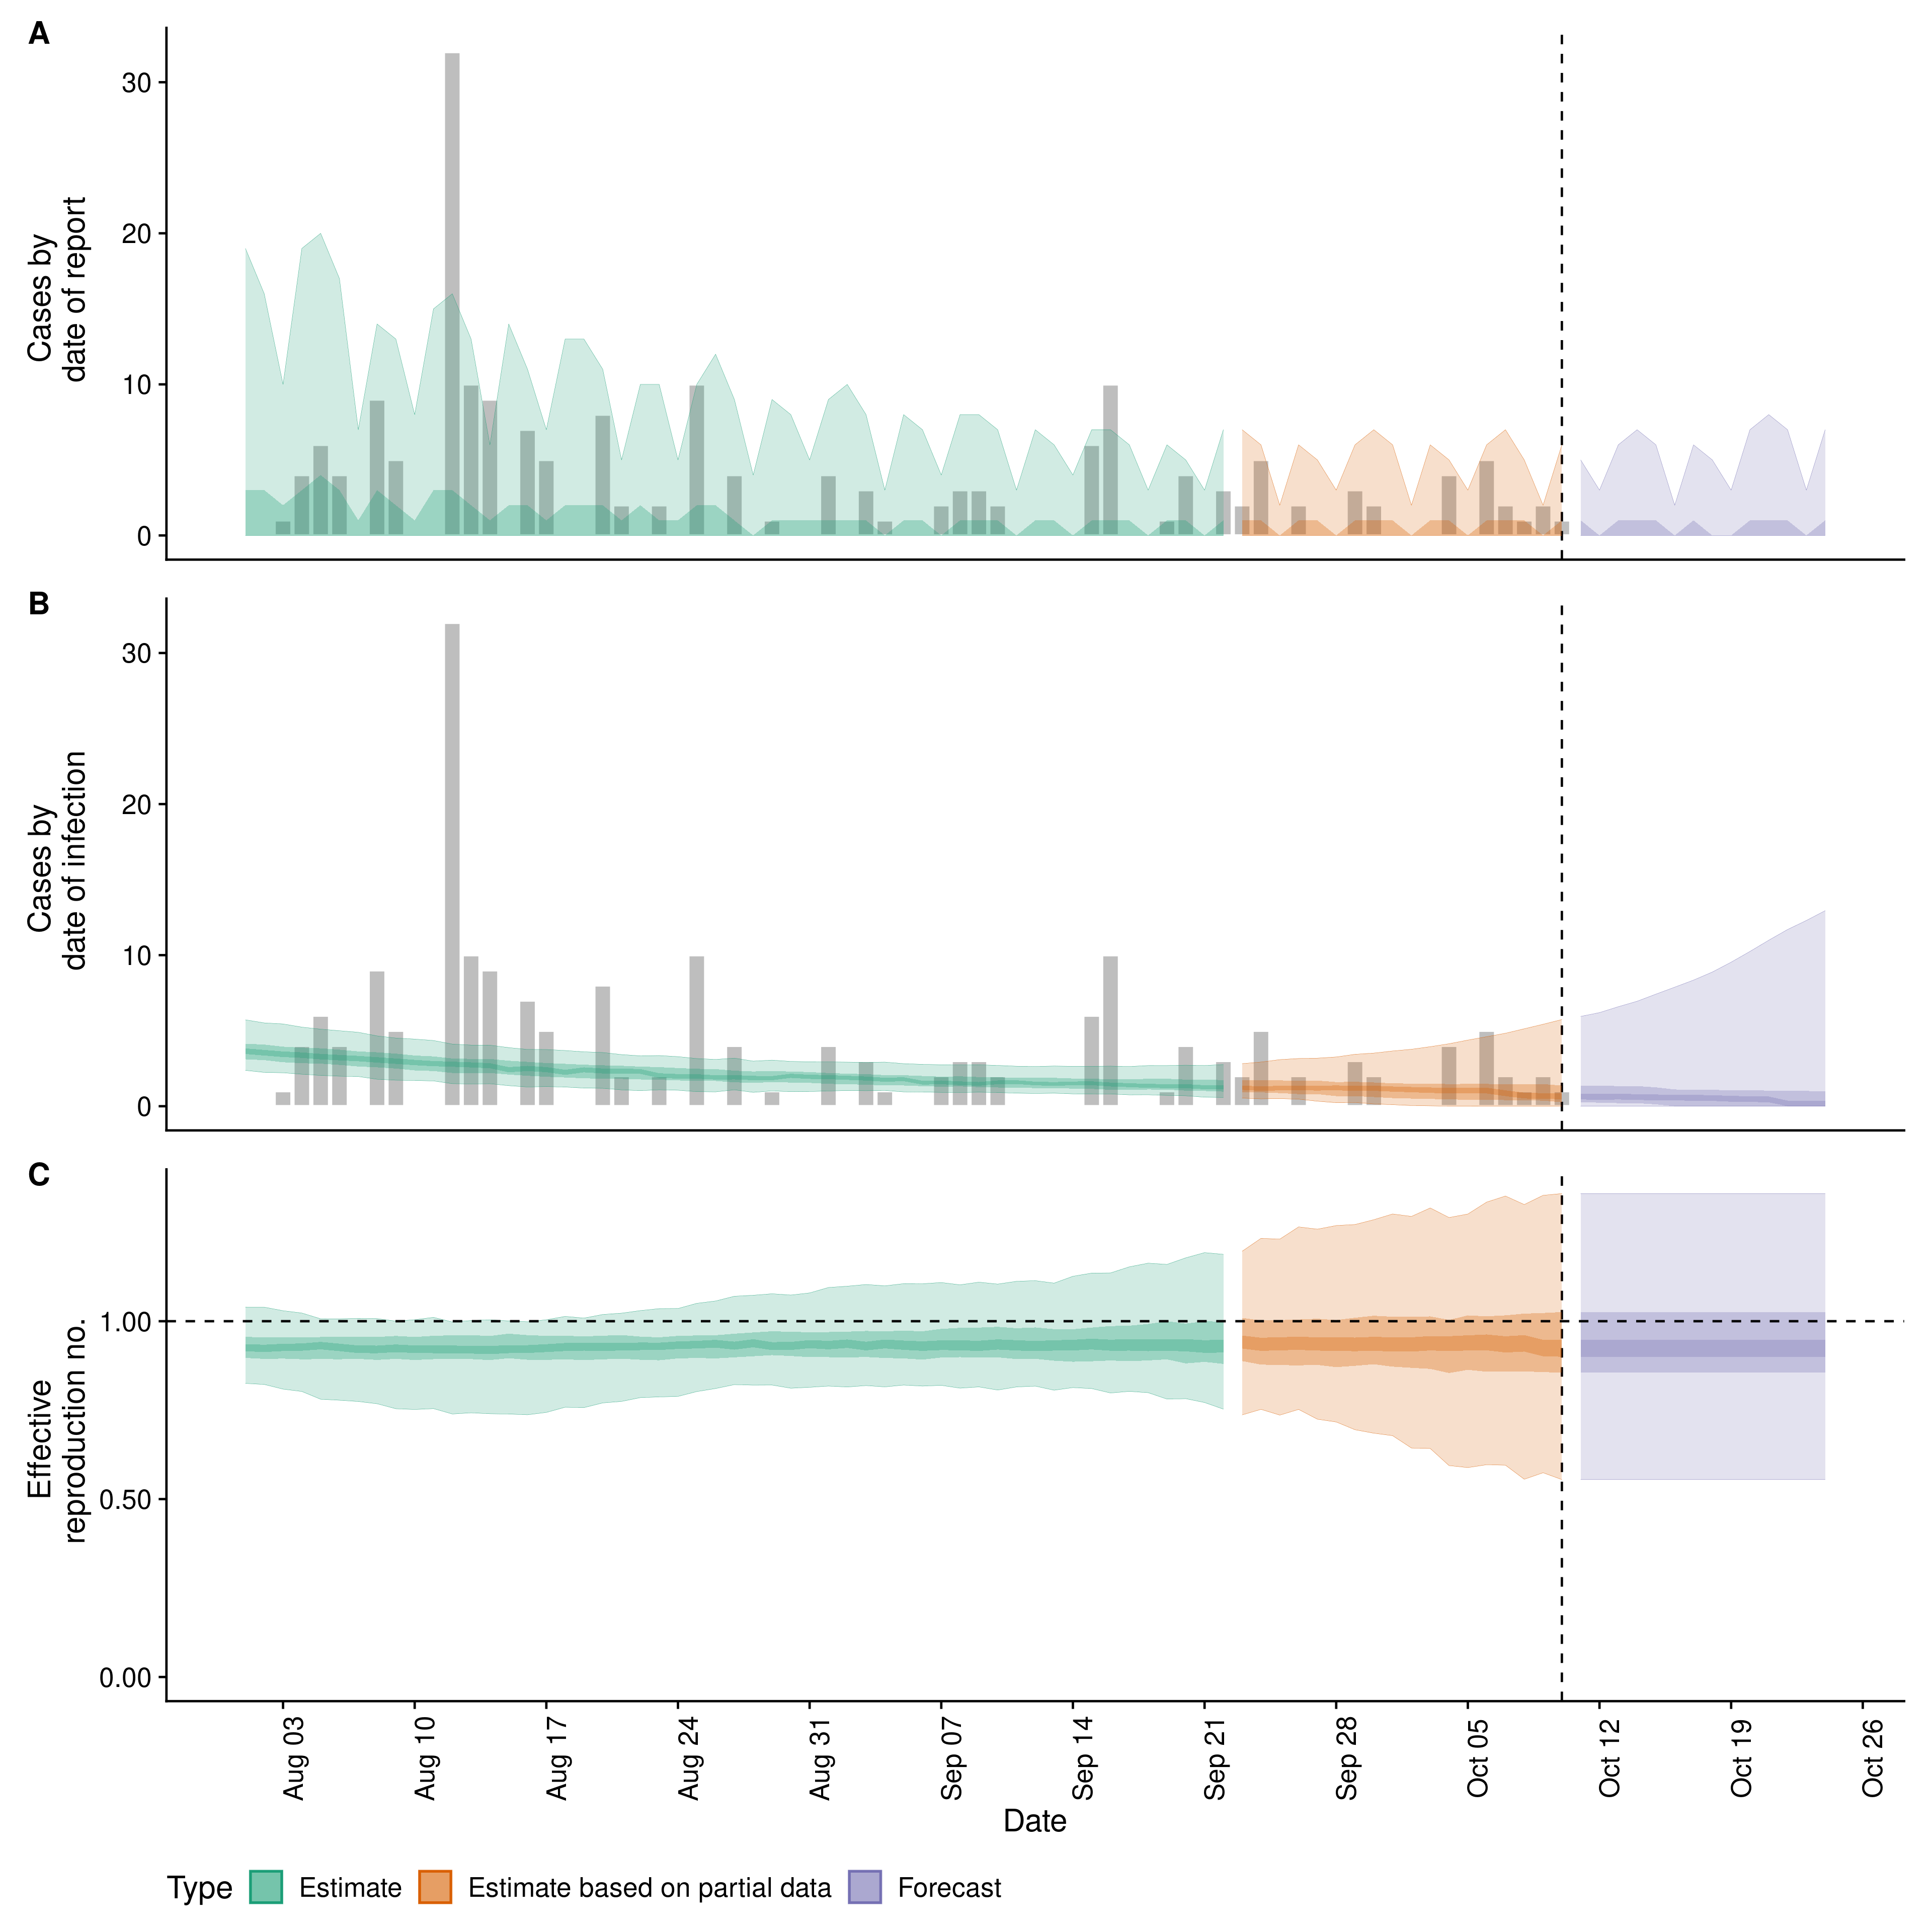 A
30
20
10
0
Cases by
date of report
B
30
20
10
0
Cases by
date of infection
C
1.00
0.50
0.00
Effective
reproduction no.
Aug 03
Aug 10
Aug 17
Aug 24
Aug 31
Sep 07
Sep 14
Sep 21
Sep 28
Oct 05
Oct 12
Oct 19
Oct 26
Date
Type Estimate Estimate based on partial data Forecast